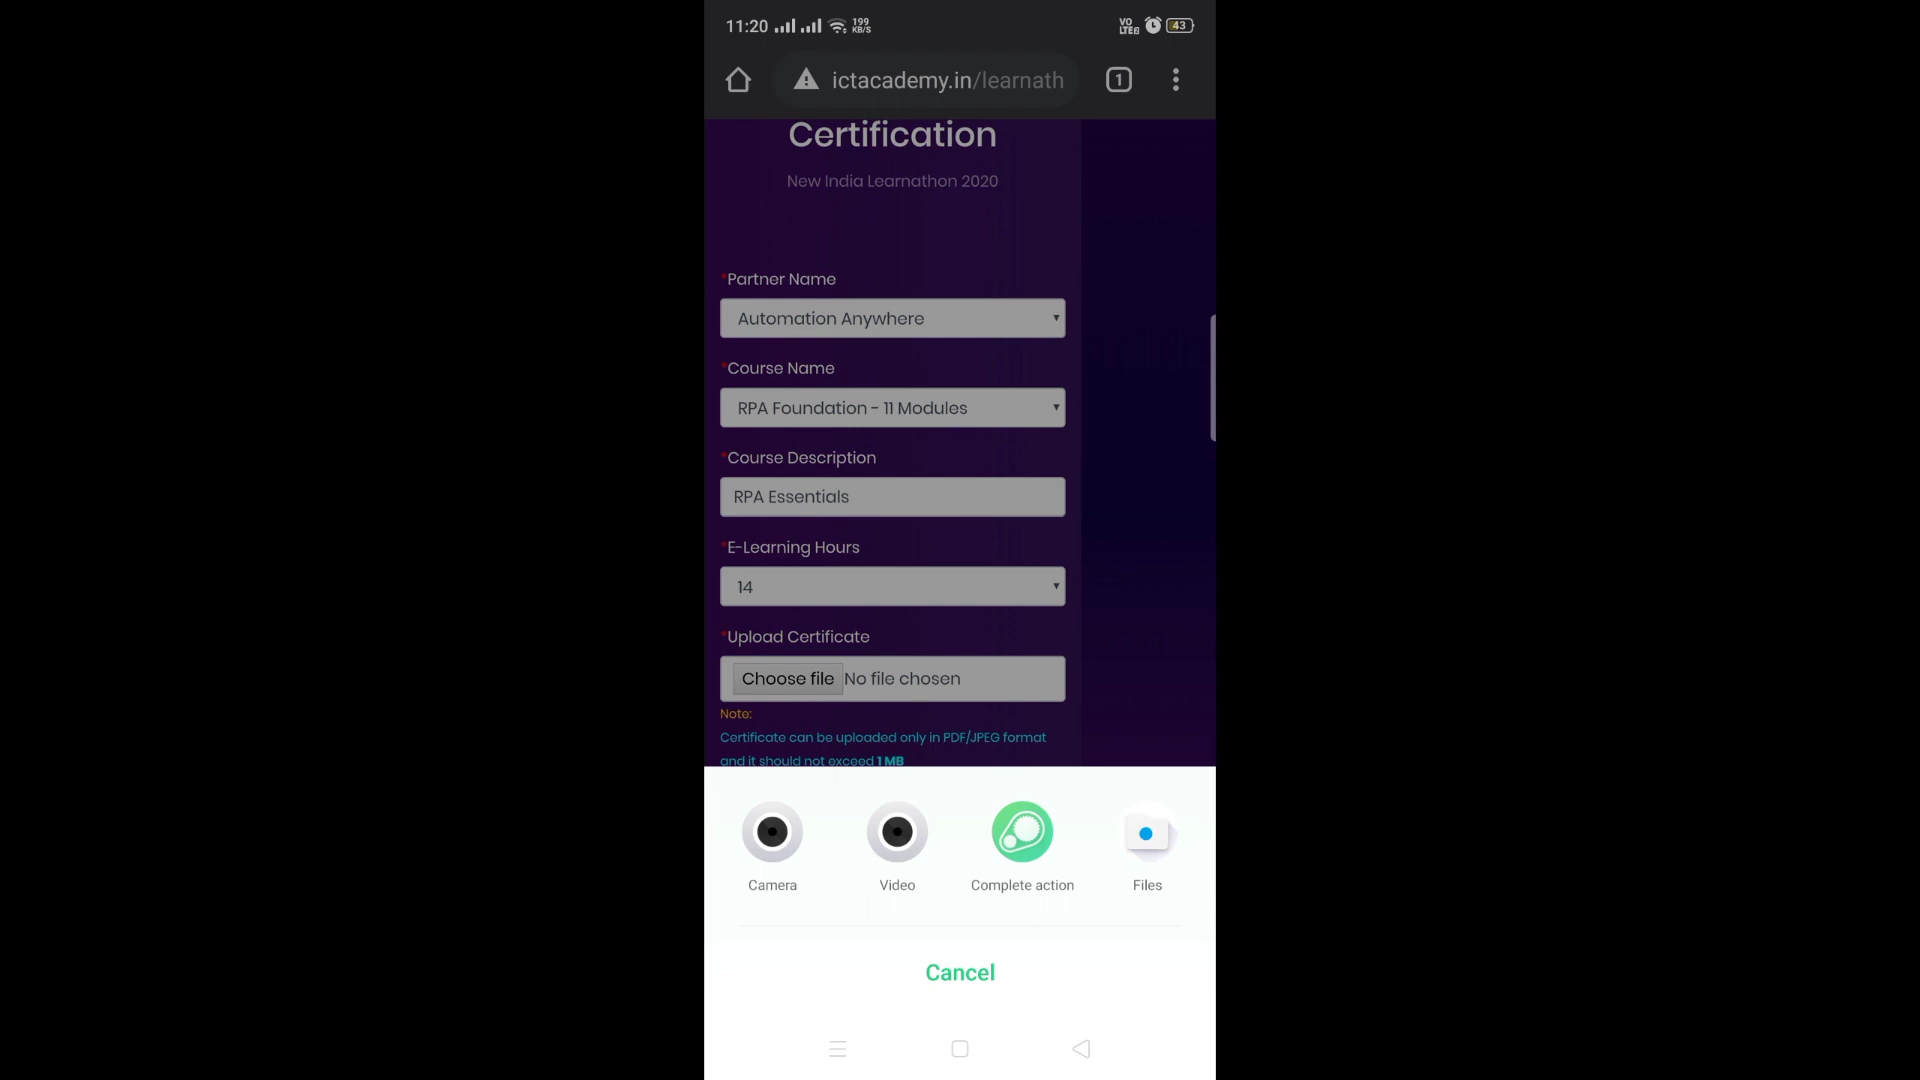 11:20 199 KB/S VO LTE2 43
ictacademy.in/learnath 1
Certification
New India Learnathon 2020
*Partner Name
Automation Anywhere
*Course Name
RPA Foundation - 11 Modules
*Course Description
RPA Essentials
*E-Learning Hours
14
*Upload Certificate
Choose file No file chosen
Note:
Certificate can be uploaded only in PDF/JPEG format
and it should not exceed 1 MB
Camera Video Complete action Files
Cancel